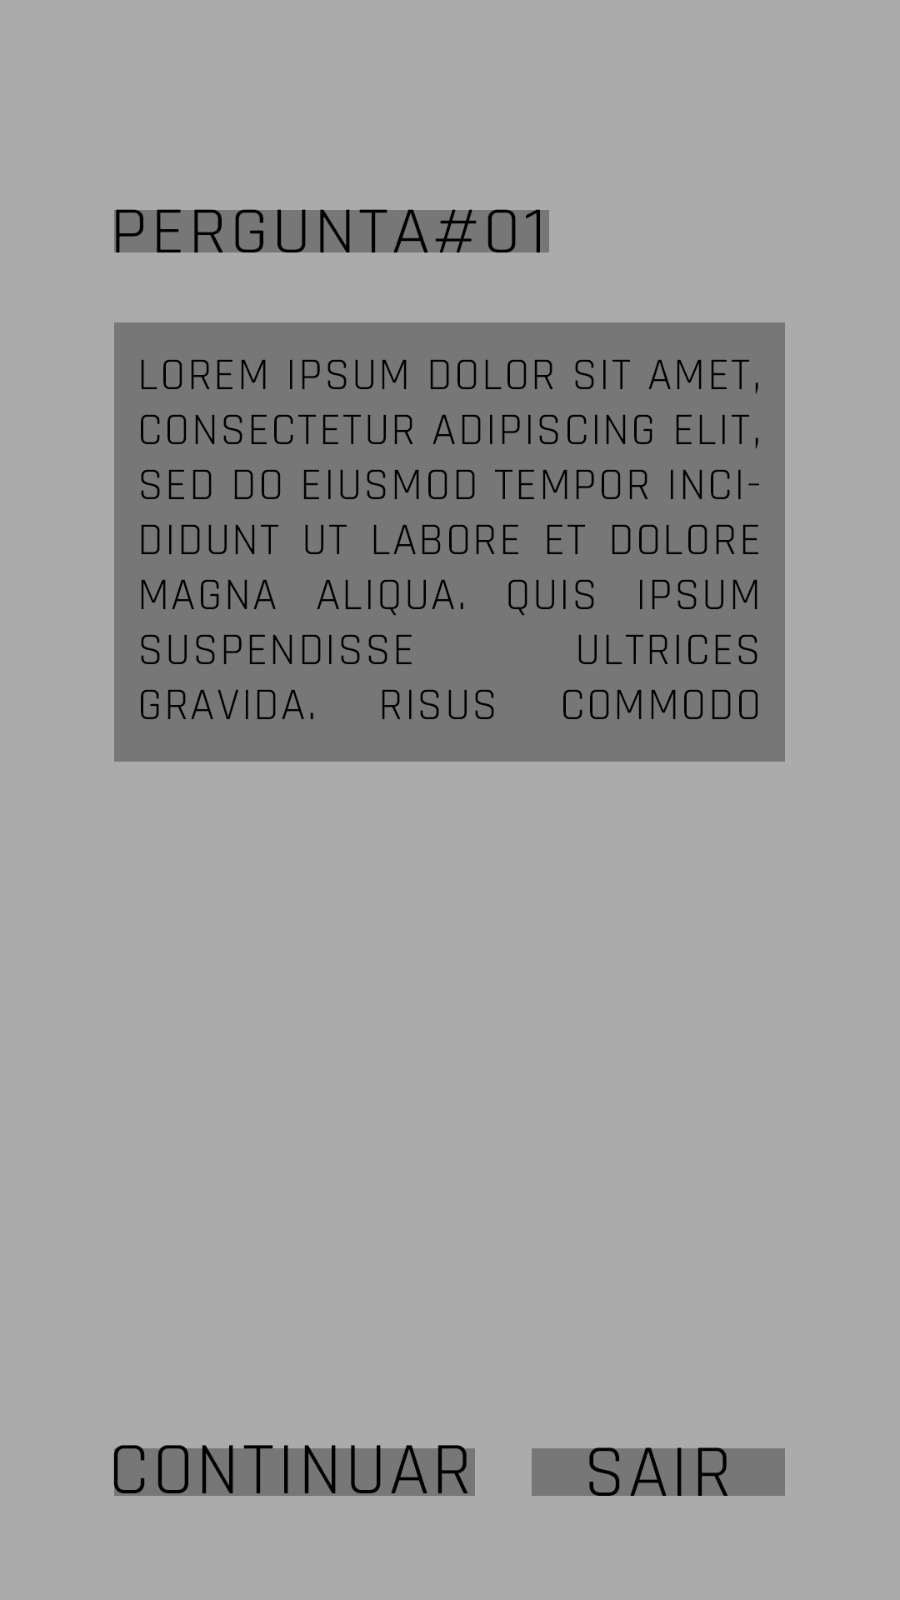 PERGUNTA#01
LOREM IPSUM DOLOR SIT AMET,
CONSECTETUR ADIPISCING ELIT,
SED DO EIUSMOD TEMPOR INCI-
DIDUNT UT LABORE ET DOLORE
MAGNA ALIQUA. QUIS IPSUM
SUSPENDISSE ULTRICES
GRAVIDA. RISUS COMMODO
CONTINUAR SAIR